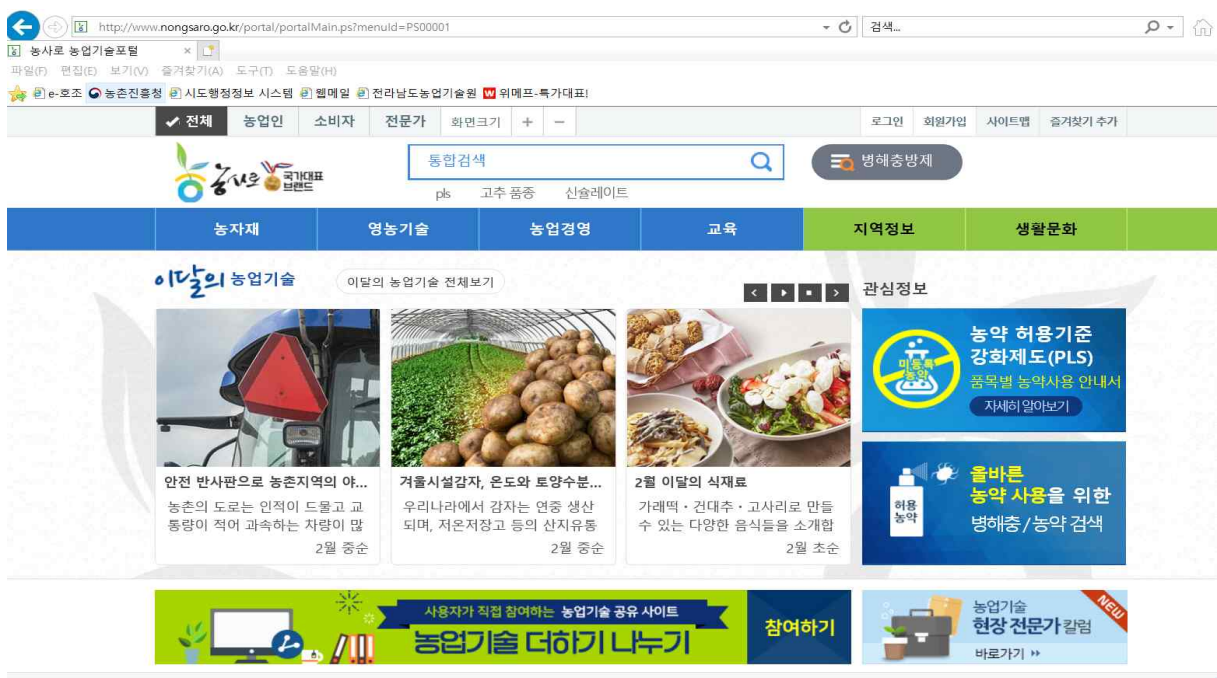 http://www.nongsaro.go.kr/portal/portalMain.ps?menuId=PS00001
검색...
농사로 농업기술포털
파일(F) 편집(E) 보기(V) 즐겨찾기(A) 도구(T) 도움말(H)
e-호조 농촌진흥청 시도행정정보 시스템 웹메일 전라남도농업기술원 위메프-특가대표!
전체 농업인 소비자 전문가 화면크기 + − 로그인 회원가입 사이트맵 즐겨찾기 추가
농사로 국가대표
브랜드
통합검색
병해충방제
pls 고추 품종 신슐레이트
농자재 영농기술 농업경영 교육 지역정보 생활문화
이달의 농업기술 이달의 농업기술 전체보기
관심정보
농약 허용기준
강화제도(PLS)
미등록
농약
품목별 농약사용 안내서
자세히 알아보기
안전 반사판으로 농촌지역의 야...
농촌의 도로는 인적이 드물고 교
통량이 적어 과속하는 차량이 많
2월 중순
겨울시설감자, 온도와 토양수분...
우리나라에서 감자는 연중 생산
되며, 저온저장고 등의 산지유통
2월 중순
2월 이달의 식재료
가래떡・건대추・고사리로 만들
수 있는 다양한 음식들을 소개합
2월 초순
올바른
농약 사용을 위한
병해충/농약 검색
허용
농약
사용자가 직접 참여하는 농업기술 공유 사이트
농업기술 더하기 나누기
참여하기
농업기술
현장 전문가 칼럼
바로가기
NEW